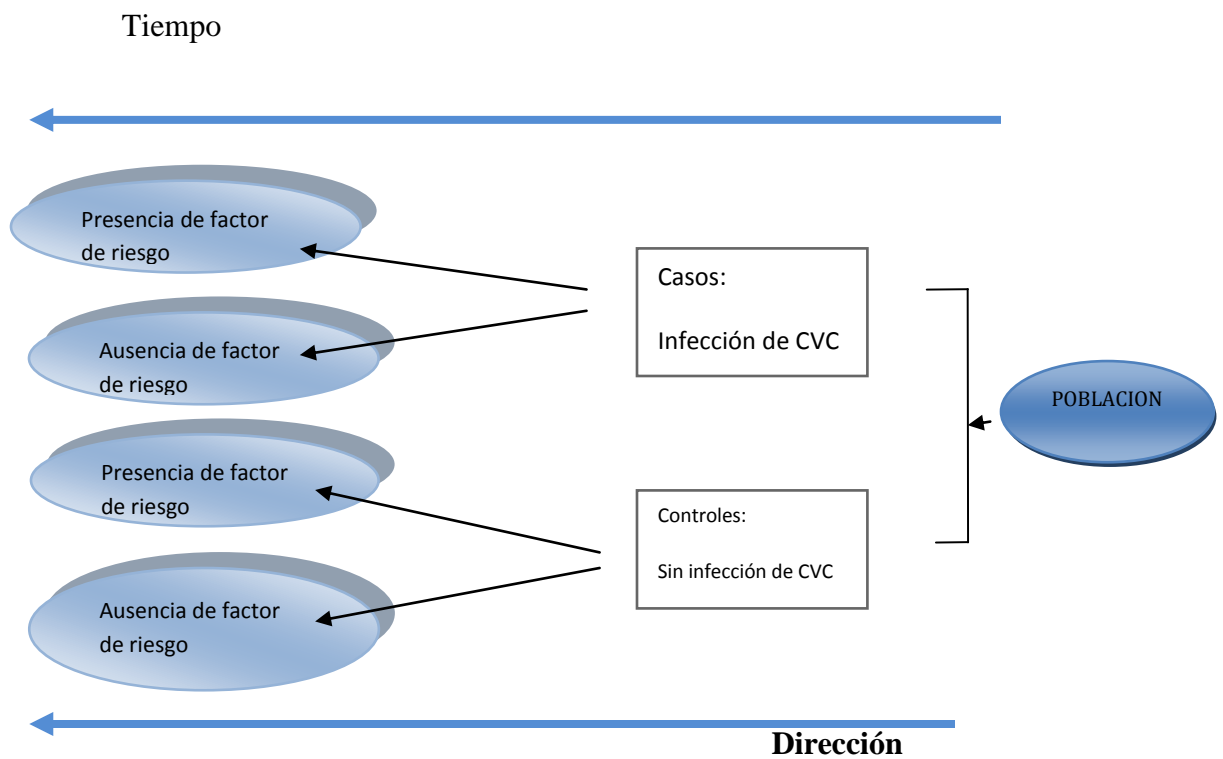 Tiempo
Presencia de factor
de riesgo
Ausencia de factor
de riesgo
Presencia de factor
de riesgo
Ausencia de factor
de riesgo
Casos:
Infección de CVC
Controles:
Sin infección de CVC
POBLACION
Dirección